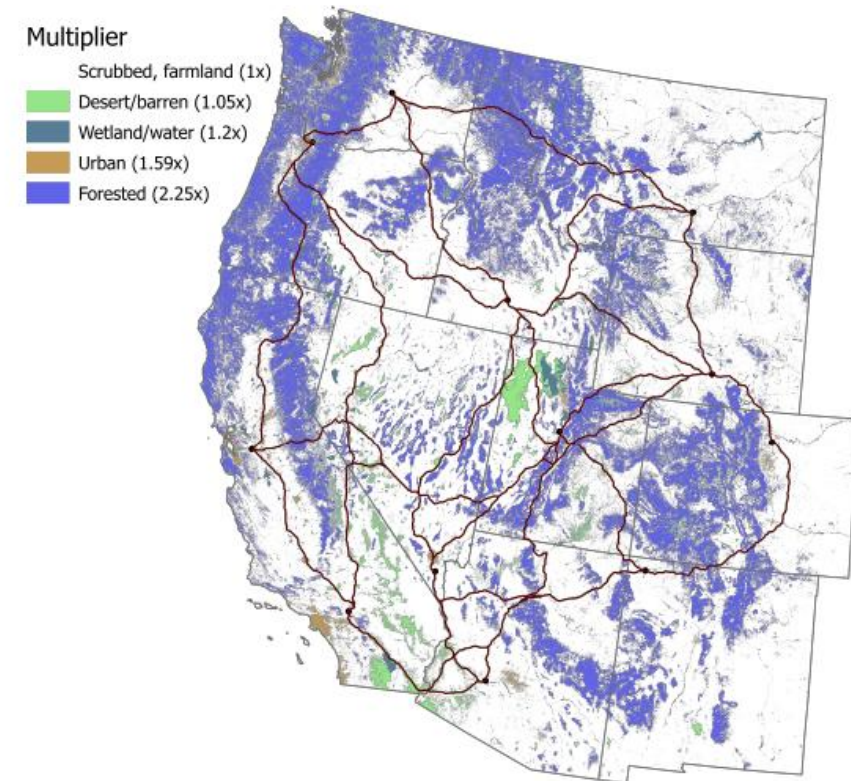 Multiplier
Scrubbed, farmland (1x)
Desert/barren (1.05x)
Wetland/water (1.2x)
Urban (1.59x)
Forested (2.25x)